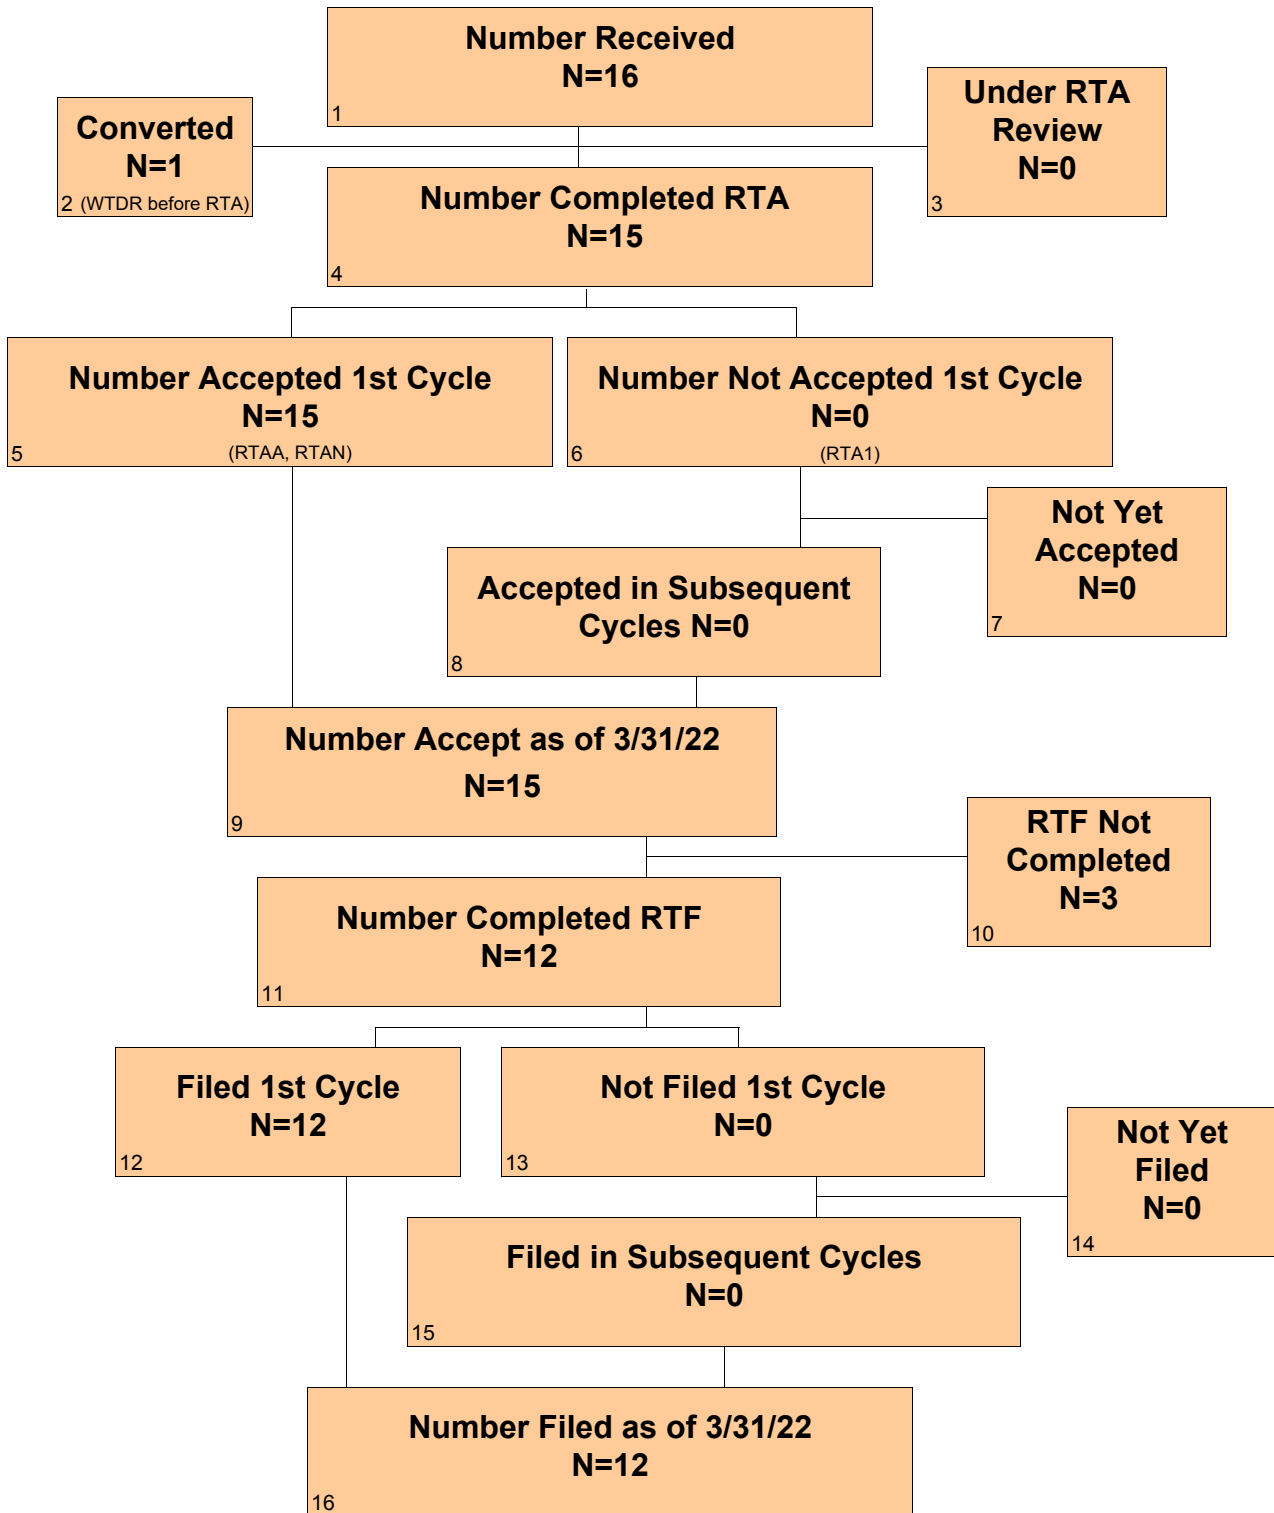 Number Received
N=16
1
Converted
N=1
2 (WTDR before RTA)
Under RTA
Review
N=0
3
Number Completed RTA
N=15
4
Number Accepted 1st Cycle
N=15
5 (RTAA, RTAN)
Number Not Accepted 1st Cycle
N=0
6 (RTA1)
Not Yet
Accepted
N=0
7
Accepted in Subsequent
Cycles N=0
8
Number Accept as of 3/31/22
N=15
9
RTF Not
Completed
N=3
10
Number Completed RTF
N=12
11
Filed 1st Cycle
N=12
12
Not Filed 1st Cycle
N=0
13
Not Yet
Filed
N=0
14
Filed in Subsequent Cycles
N=0
15
Number Filed as of 3/31/22
N=12
16